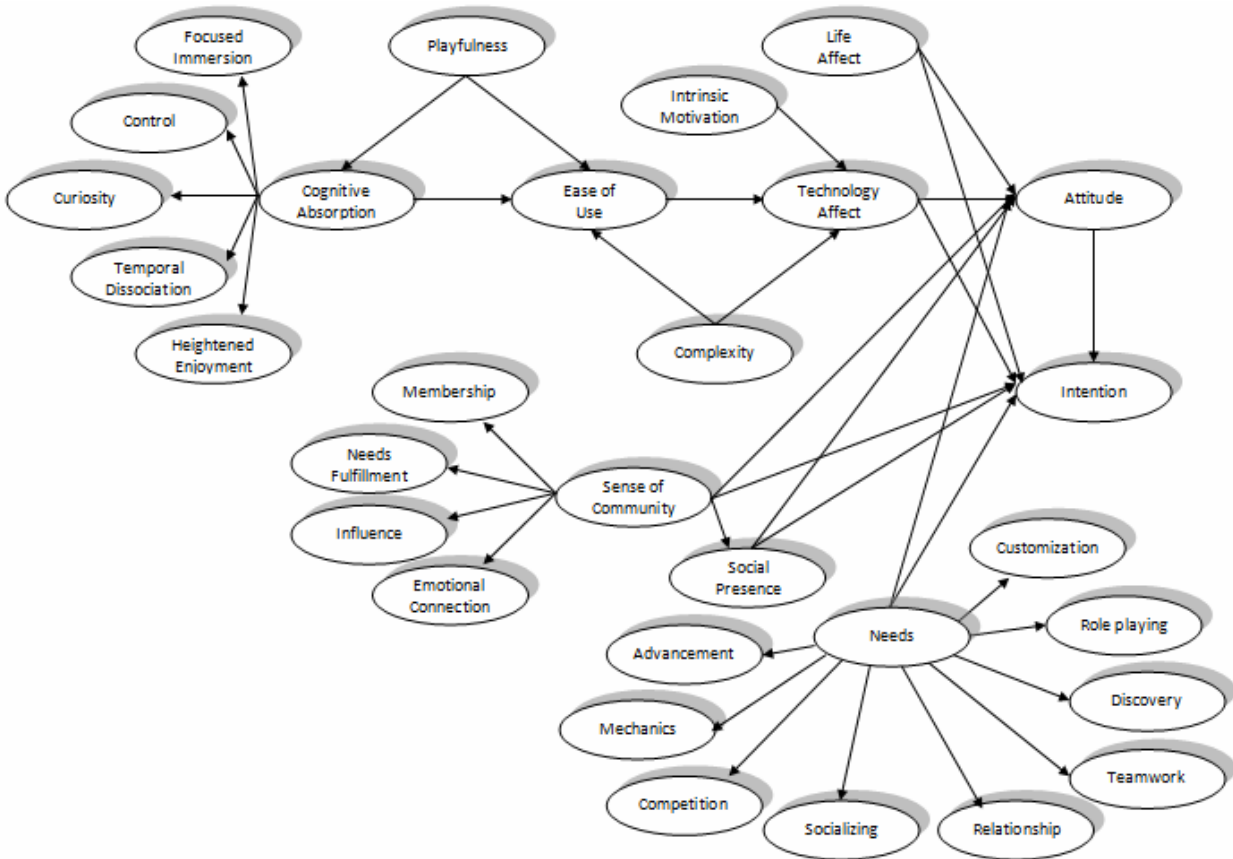 Focused
Immersion
Playfulness
Life
Affect
Intrinsic
Motivation
Control
Curiosity
Cognitive
Absorption
Ease of
Use
Technology
Affect
Attitude
Temporal
Dissociation
Heightened
Enjoyment
Complexity
Membership
Intention
Needs
Fulfillment
Sense of
Community
Influence
Customization
Emotional
Connection
Social
Presence
Needs
Role playing
Advancement
Discovery
Mechanics
Teamwork
Competition
Socializing
Relationship